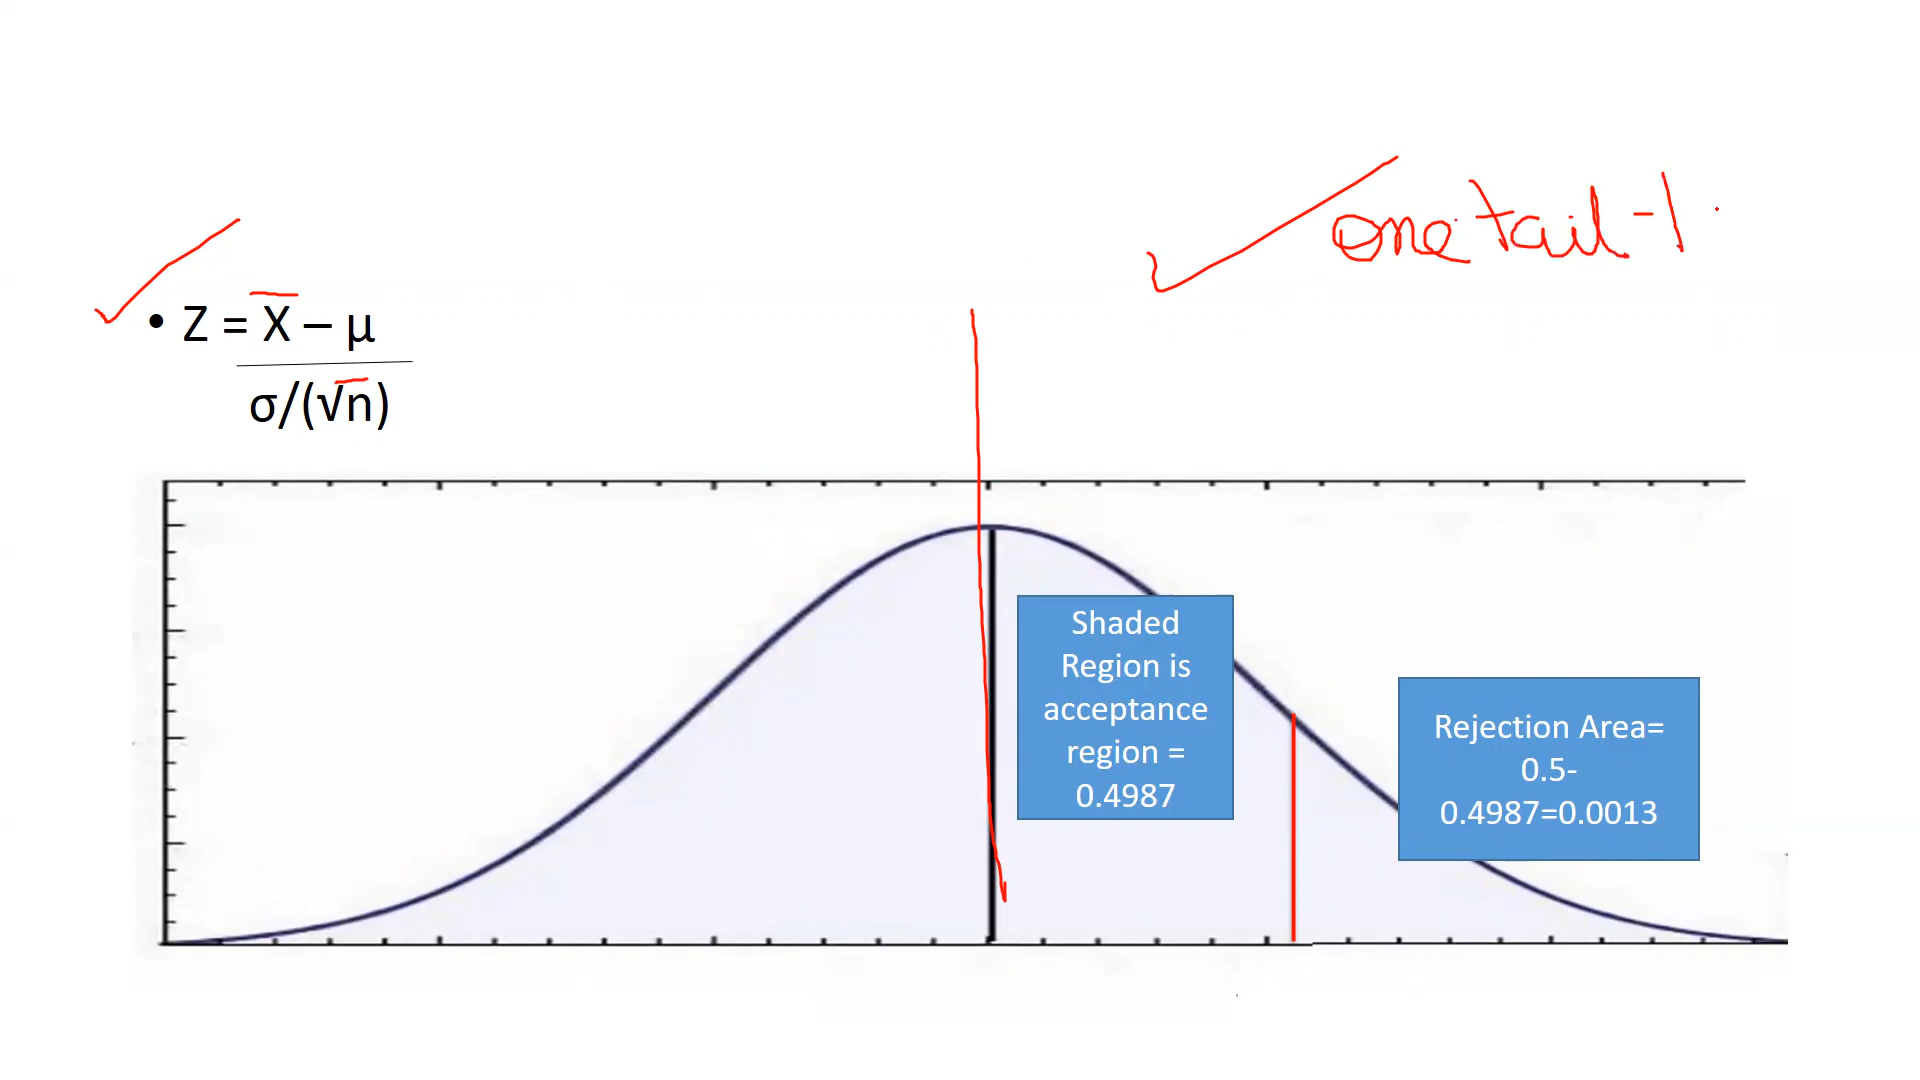 one tail - 1
• Z = X̅ – μ
σ/(√n)
Shaded
Region is
acceptance
region =
0.4987
Rejection Area=
0.5-
0.4987=0.0013